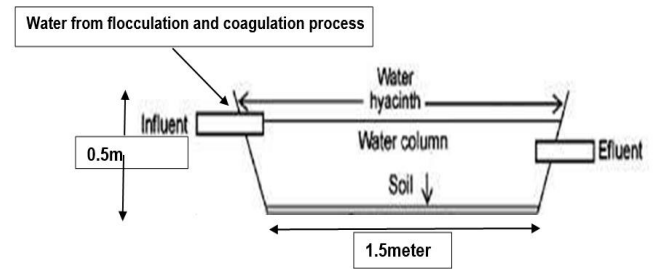 Water from flocculation and coagulation process
Water
hyacinth
Influent
Water column
Efluent
0.5m
Soil
1.5meter